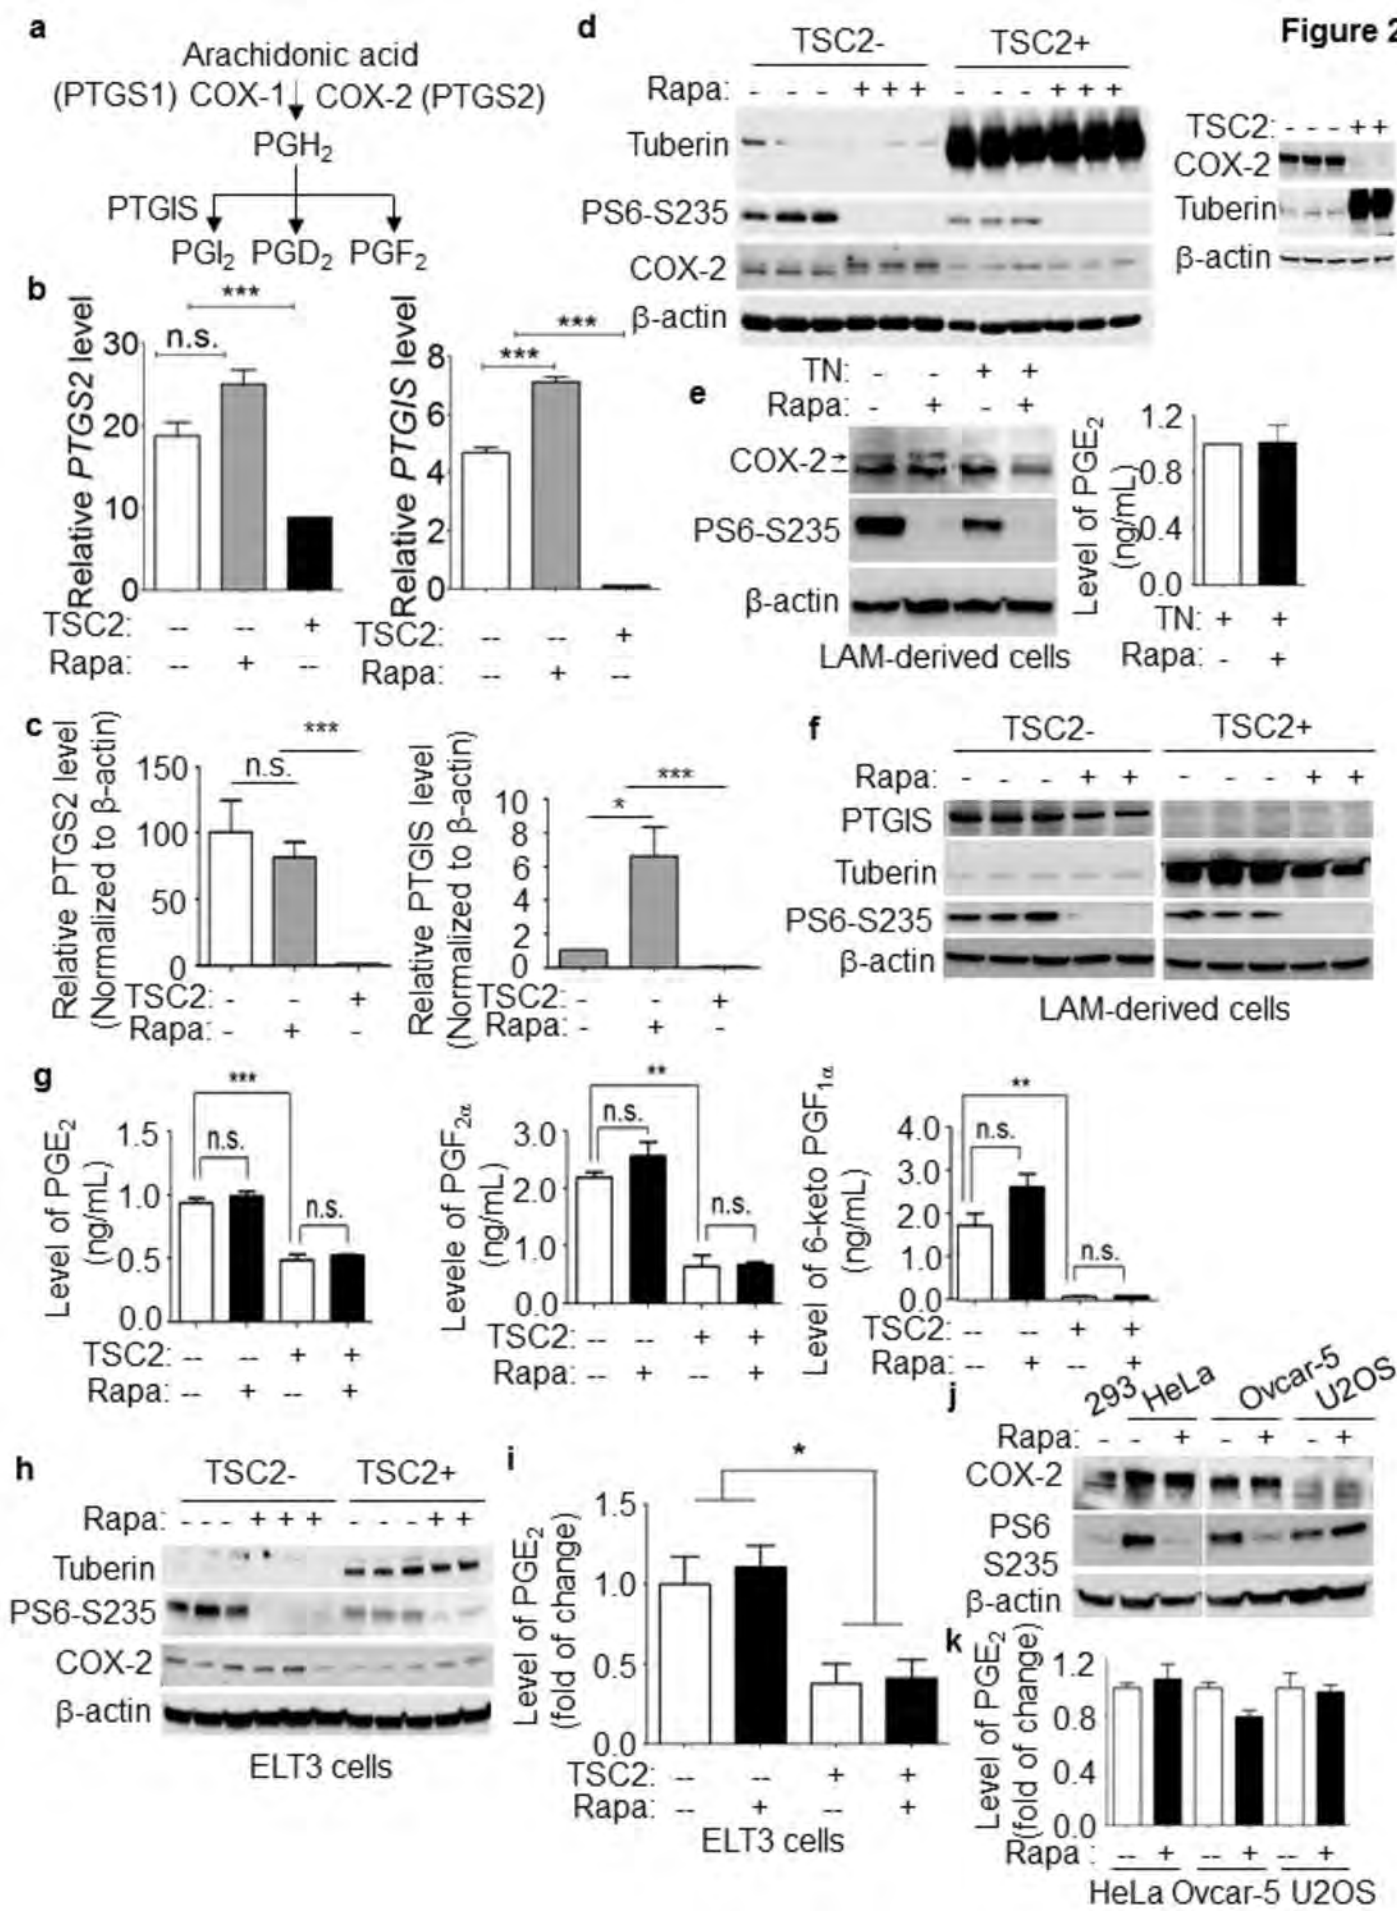 Figure 2
a
Arachidonic acid
(PTGS1) COX-1 COX-2 (PTGS2)
PGH2
PTGIS
PGI2 PGD2 PGF2
b
Relative PTGS2 level
30
20
10
0
n.s.
***
TSC2: -- -- +
Rapa: -- + --
Relative PTGIS level
8
6
4
2
0
***
***
TSC2: -- -- +
Rapa: -- + --
c
Relative PTGS2 level
(Normalized to β-actin)
150
100
50
0
n.s.
***
TSC2: - - +
Rapa: - + -
Relative PTGIS level
(Normalized to β-actin)
10
8
6
4
2
0
*
***
TSC2: - - +
Rapa: - + -
d
TSC2- TSC2+
Rapa: - - - + + + - - - + + +
Tuberin
PS6-S235
COX-2
β-actin
TSC2: - - - + +
COX-2
Tuberin
β-actin
e
TN: - - + +
Rapa: - + - +
COX-2
PS6-S235
β-actin
LAM-derived cells
Level of PGE2
(ng/mL)
1.2
0.8
0.4
0.0
TN: + +
Rapa: - +
f
TSC2- TSC2+
Rapa: - - - + + - - - + +
PTGIS
Tuberin
PS6-S235
β-actin
LAM-derived cells
g
Level of PGE2
(ng/mL)
1.5
1.0
0.5
0.0
***
n.s.
n.s.
TSC2: -- -- + +
Rapa: -- + -- +
Levele of PGF2α
(ng/mL)
3.0
2.0
1.0
0.0
**
n.s.
n.s.
TSC2: -- -- + +
Rapa: -- + -- +
Level of 6-keto PGF1α
(ng/mL)
4.0
3.0
2.0
1.0
0.0
**
n.s.
n.s.
TSC2: -- -- + +
Rapa: -- + -- +
h
TSC2- TSC2+
Rapa: - - - + + + - - - + +
Tuberin
PS6-S235
COX-2
β-actin
ELT3 cells
i
Level of PGE2
(fold of change)
1.5
1.0
0.5
0.0
*
TSC2: -- -- + +
Rapa: -- + -- +
ELT3 cells
j
293 HeLa Ovcar-5 U2OS
Rapa: - - + - + - +
COX-2
PS6
S235
β-actin
k
Level of PGE2
(fold of change)
1.2
0.8
0.4
0.0
Rapa : -- + -- + -- +
HeLa Ovcar-5 U2OS